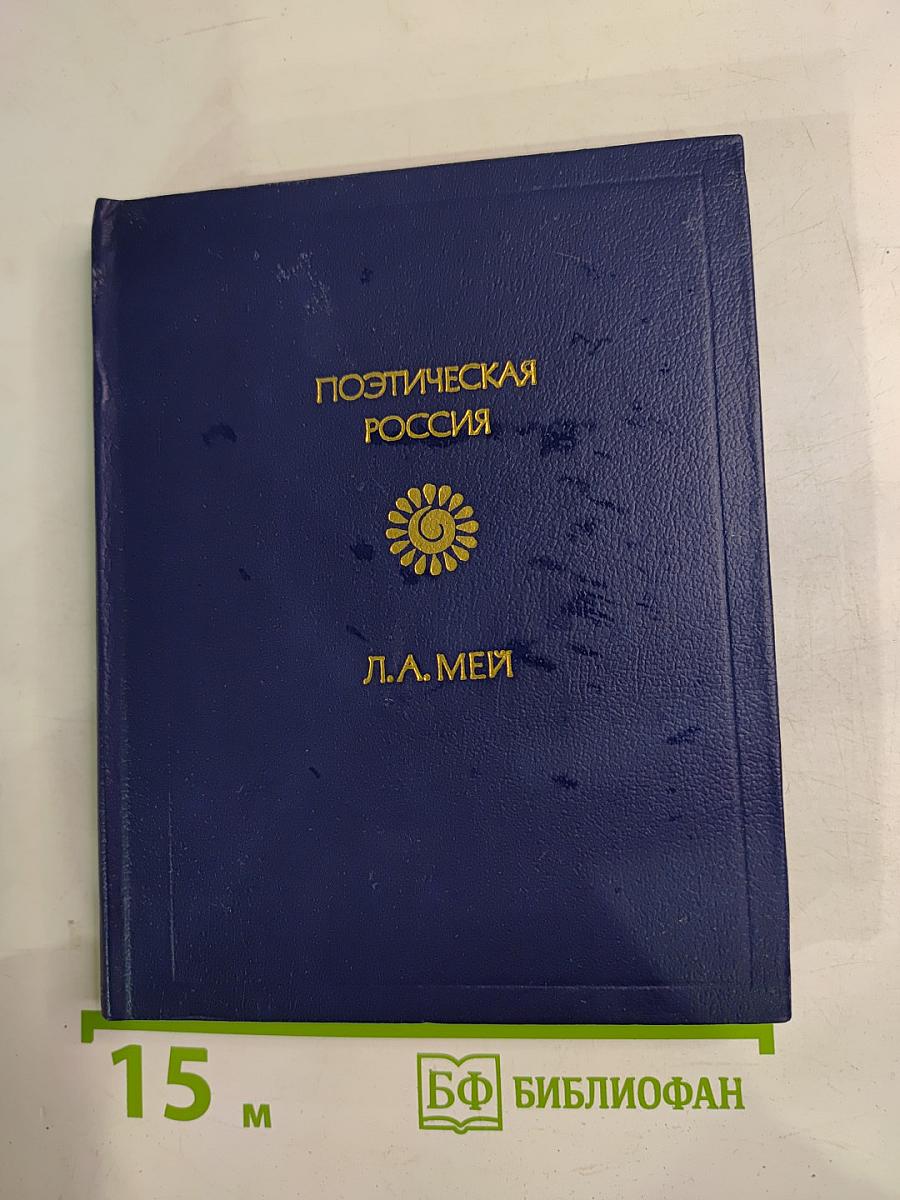 ПОЭТИЧЕСКАЯ
РОССИЯ
Л.А. МЕЙ
15 м
БФ БИБЛИОФАН